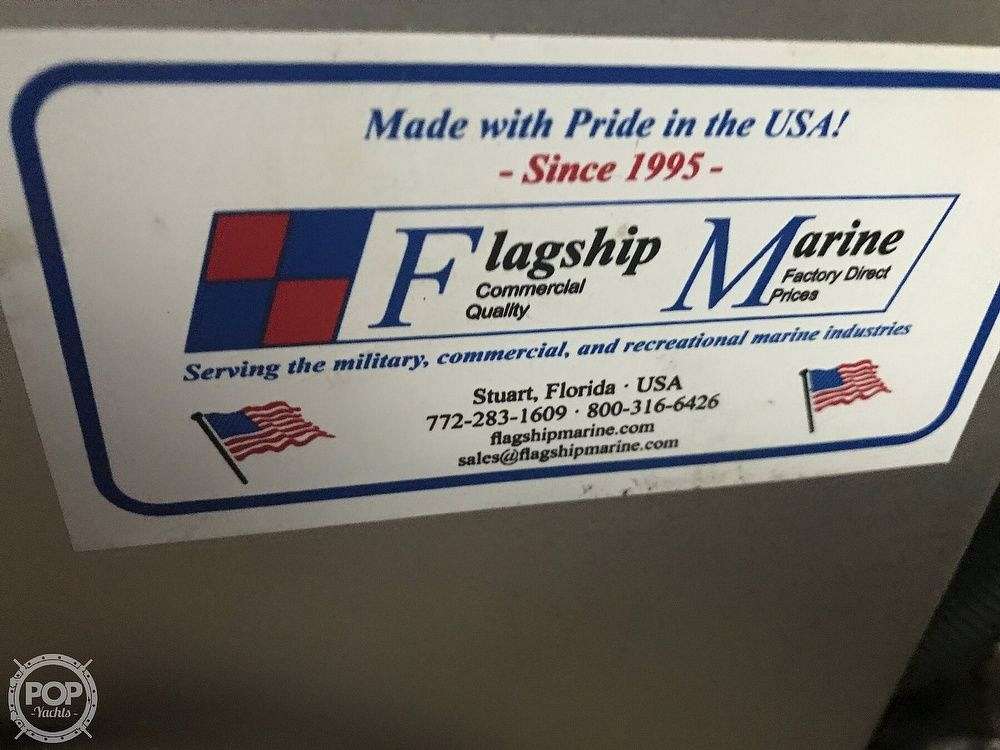 Made with Pride in the USA!
- Since 1995 -
Flagship Marine
Commercial Quality
Factory Direct Prices
Serving the military, commercial, and recreational marine industries
Stuart, Florida · USA
772-283-1609 · 800-316-6426
flagshipmarine.com
sales@flagshipmarine.com
POP
-Yachts-